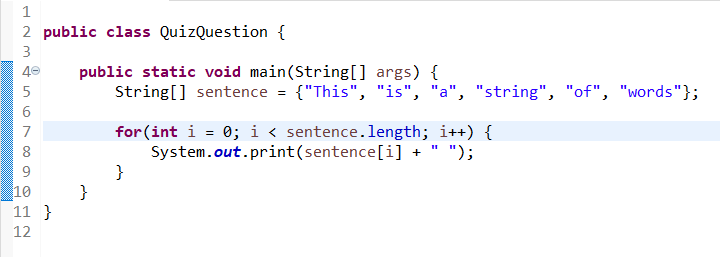 1
2 public class QuizQuestion {
3
4 public static void main(String[] args) {
5 String[] sentence = {"This", "is", "a", "string", "of", "words"};
6
7 for(int i = 0; i < sentence.length; i++) {
8 System.out.print(sentence[i] + " ");
9 }
10 }
11 }
12